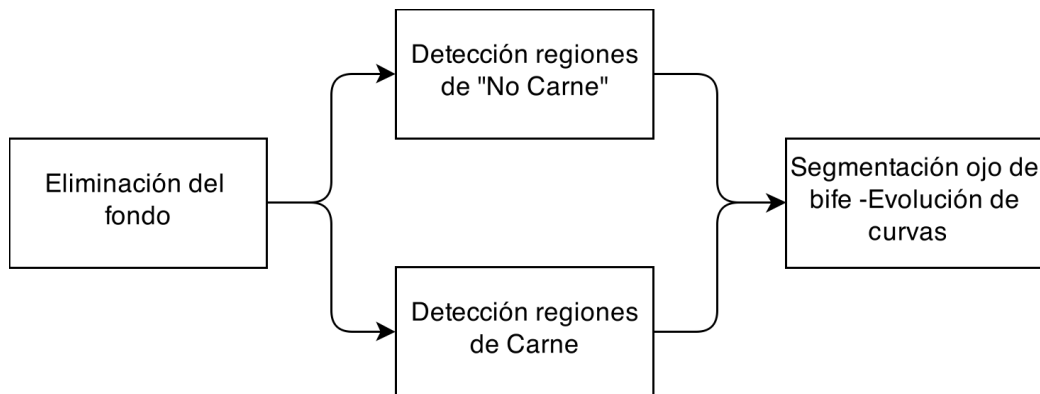 Detección regiones
de "No Carne"
Eliminación del
fondo
Segmentación ojo de
bife -Evolución de
curvas
Detección regiones
de Carne